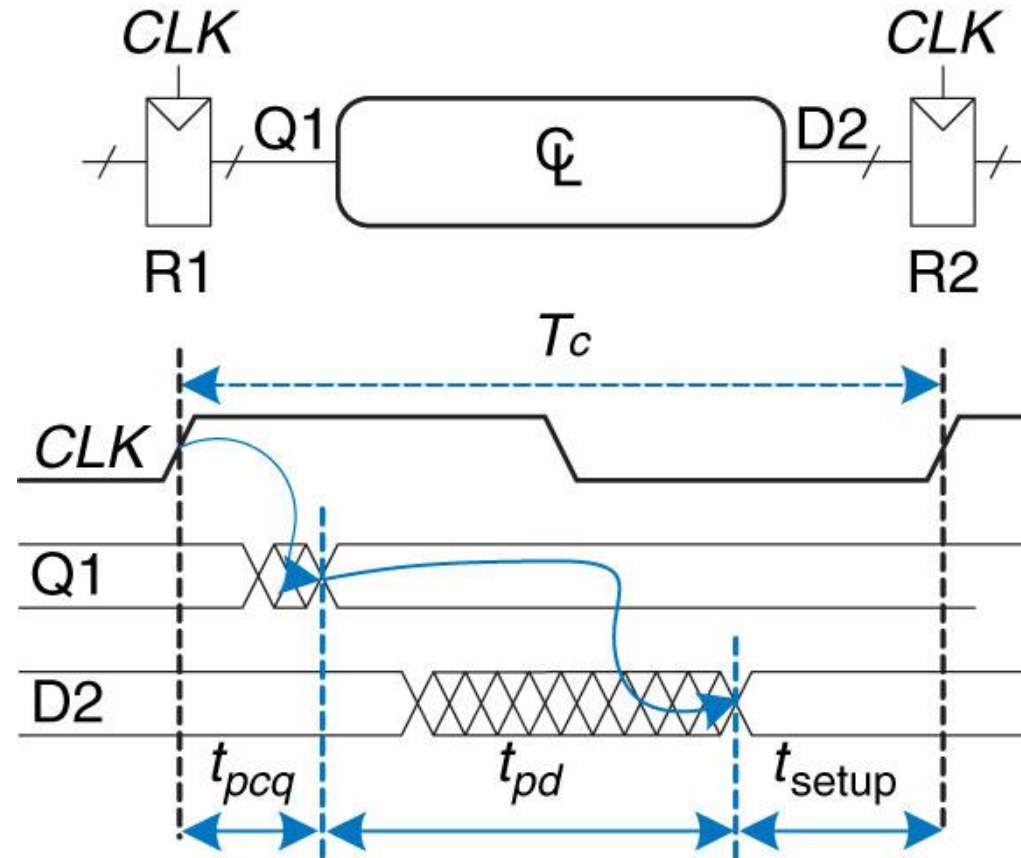 CLK CLK
Q1 CL D2
R1 R2
Tc
CLK
Q1
D2
tpcq tpd tsetup